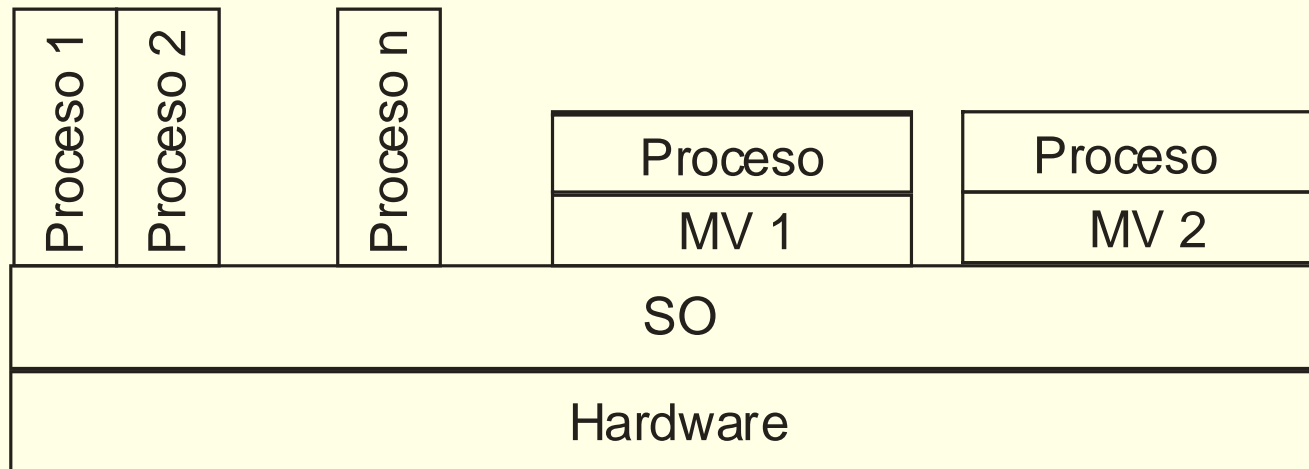 Proceso 1
Proceso 2
Proceso n
Proceso
MV 1
Proceso
MV 2
SO
Hardware